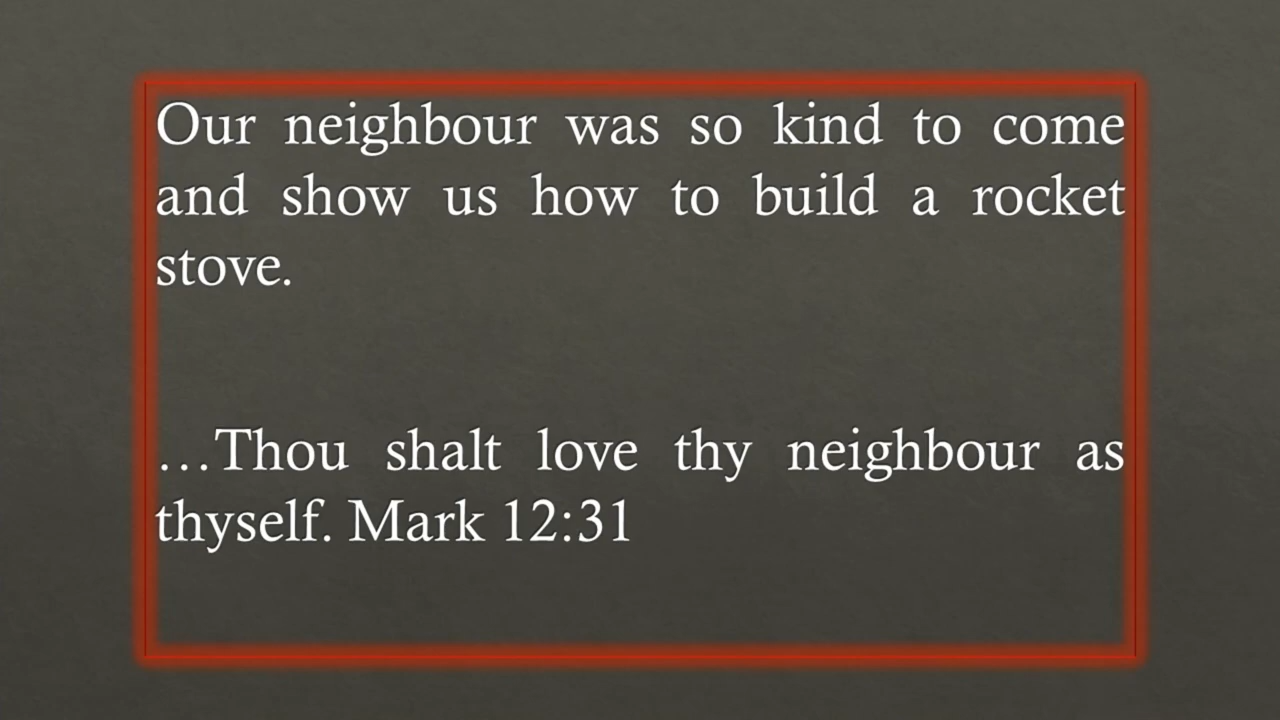 Our neighbour was so kind to come
and show us how to build a rocket
stove.
…Thou shalt love thy neighbour as
thyself. Mark 12:31